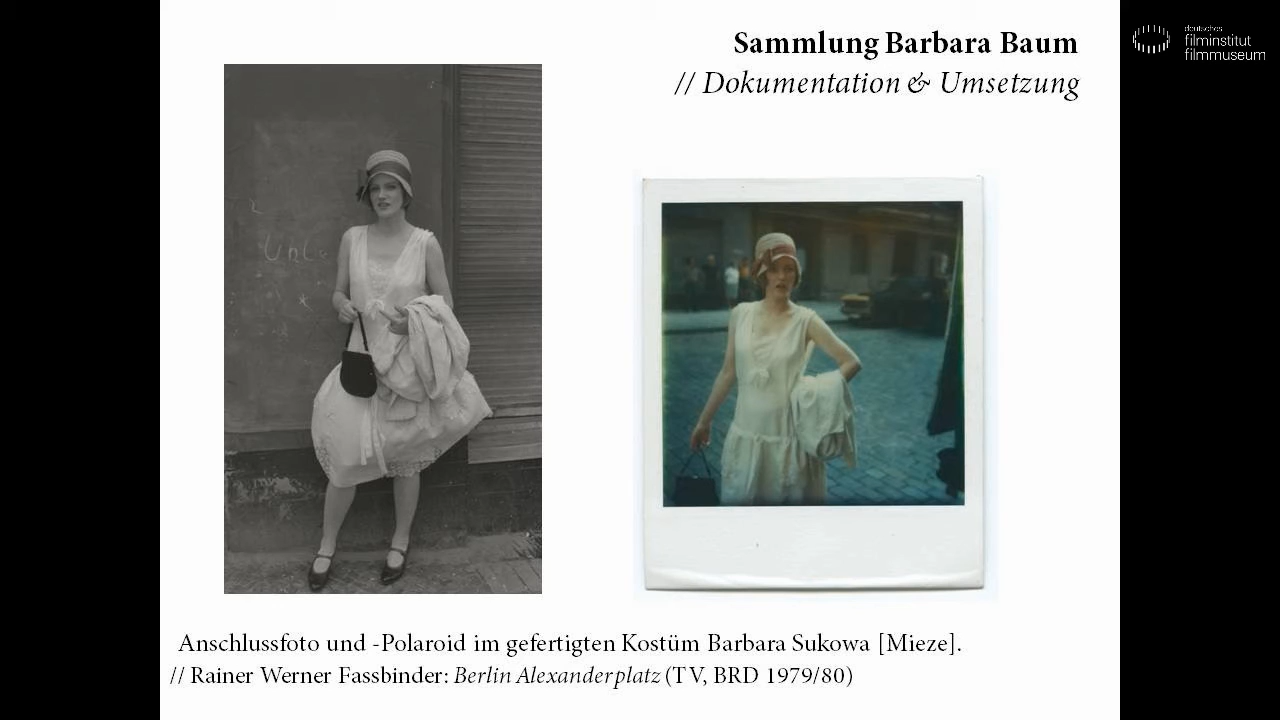 Sammlung Barbara Baum
// Dokumentation & Umsetzung
deutsches
filminstitut
filmmuseum
Anschlussfoto und -Polaroid im gefertigten Kostüm Barbara Sukowa [Mieze].
// Rainer Werner Fassbinder: Berlin Alexanderplatz (TV, BRD 1979/80)